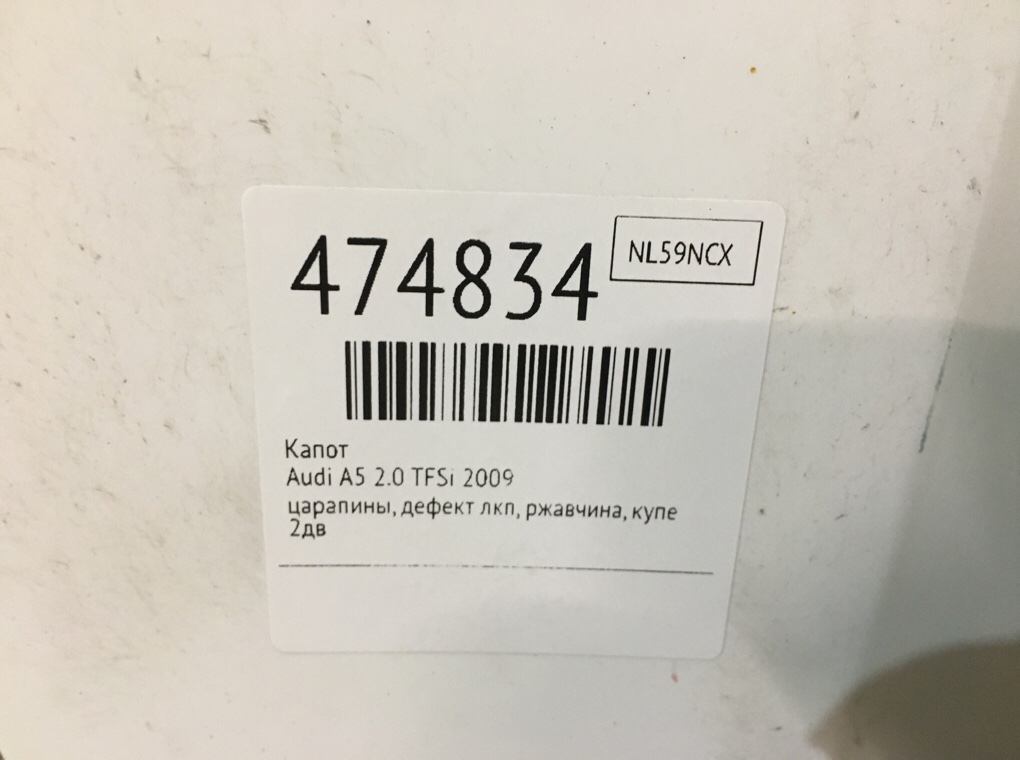 474834
NL59NCX
Капот
Audi A5 2.0 TFSi 2009
царапины, дефект лкп, ржавчина, купе
2дв